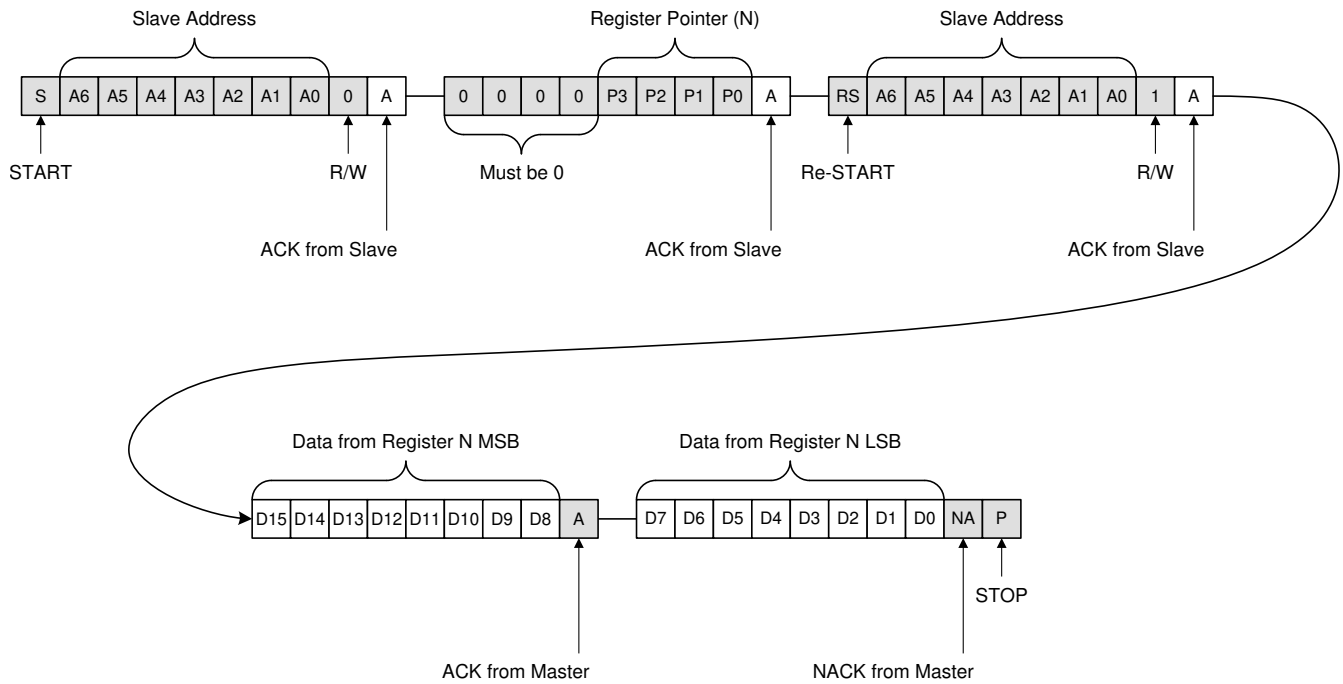 Slave Address Register Pointer (N) Slave Address
S A6 A5 A4 A3 A2 A1 A0 0 A 0 0 0 0 P3 P2 P1 P0 A RS A6 A5 A4 A3 A2 A1 A0 1 A
START R/W Must be 0 Re-START R/W
ACK from Slave ACK from Slave ACK from Slave
Data from Register N MSB Data from Register N LSB
D15 D14 D13 D12 D11 D10 D9 D8 A D7 D6 D5 D4 D3 D2 D1 D0 NA P
STOP
ACK from Master NACK from Master